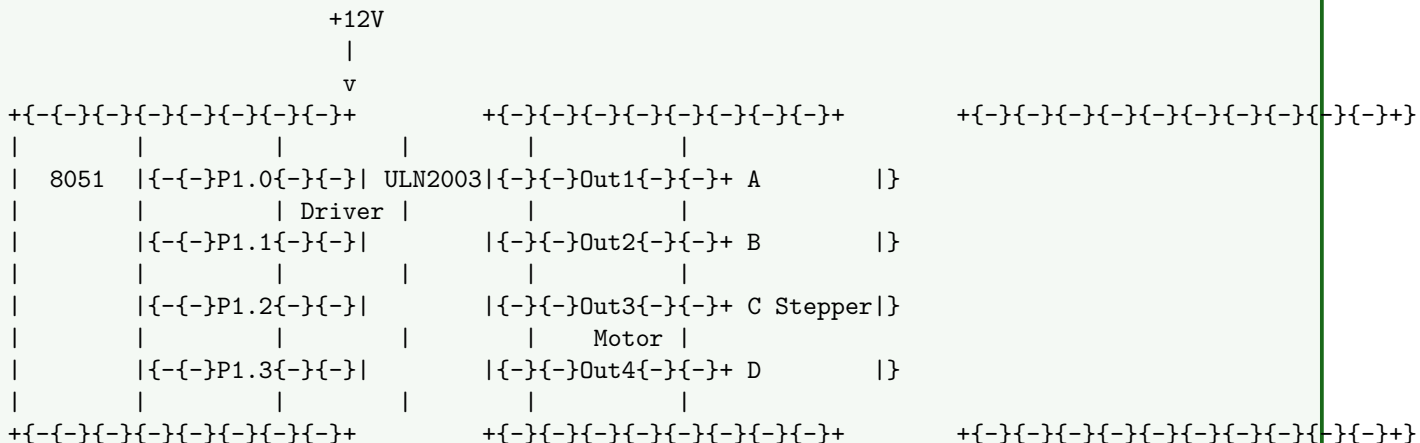 +12V
|
v
+{-{-}{-}{-}{-}{-}{-}{-}+ +{-}{-}{-}{-}{-}{-}{-}{-}+ +{-}{-}{-}{-}{-}{-}{-}{-}{-}{-}+}
| | | | | |
| 8051 |{-{-}P1.0{-}{-}| ULN2003|{-}{-}Out1{-}{-}+ A |}
| | | Driver | | |
| |{-{-}P1.1{-}{-}| |{-}{-}Out2{-}{-}+ B |}
| | | | | |
| |{-{-}P1.2{-}{-}| |{-}{-}Out3{-}{-}+ C Stepper|}
| | | | | Motor |
| |{-{-}P1.3{-}{-}| |{-}{-}Out4{-}{-}+ D |}
| | | | | |
+{-{-}{-}{-}{-}{-}{-}{-}+ +{-}{-}{-}{-}{-}{-}{-}{-}+ +{-}{-}{-}{-}{-}{-}{-}{-}{-}{-}+}